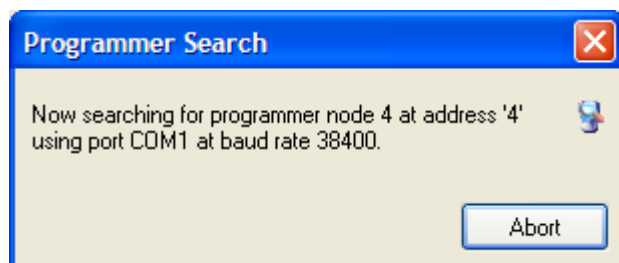 Programmer Search
Now searching for programmer node 4 at address '4'
using port COM1 at baud rate 38400.
Abort